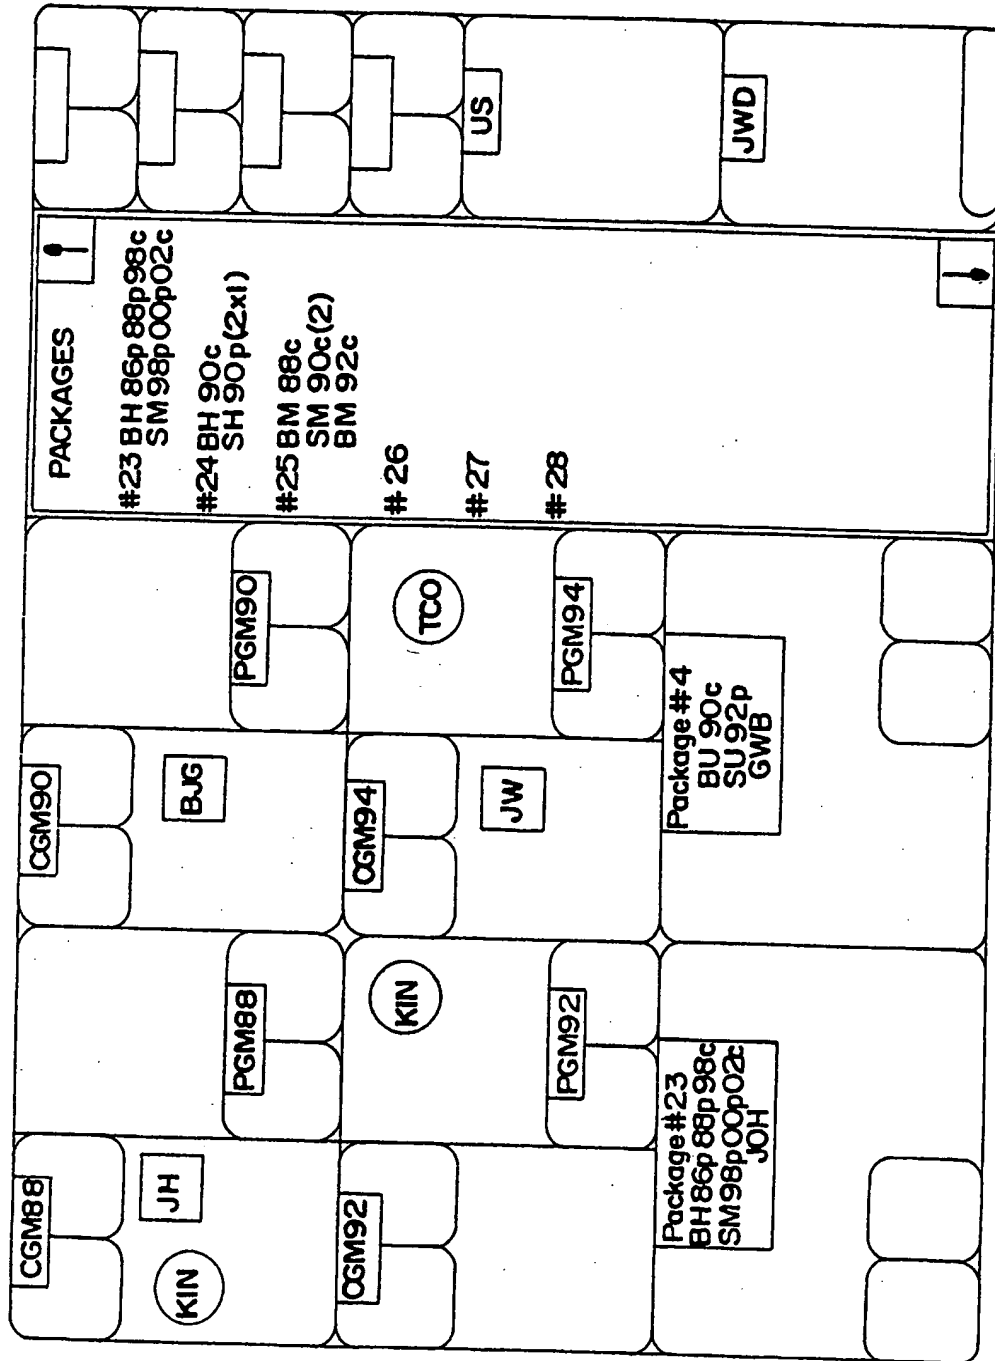 CGM88
KIN
JH
PGM88
CGM90
BJG
PGM90
CGM92
PGM92
KIN
CGM94
JW
PGM94
TCO
Package #23
BH 86p 88p 98c
SM 98p 00p 02c
JOH
Package #4
BU 90c
SU 92p
GWB
PACKAGES
#23 BH 86p 88p 98c
SM 98p 00p 02c
#24 BH 90c
SH 90p (2x1)
#25 BM 88c
SM 90c (2)
BM 92c
#26
#27
#28
US
JWD